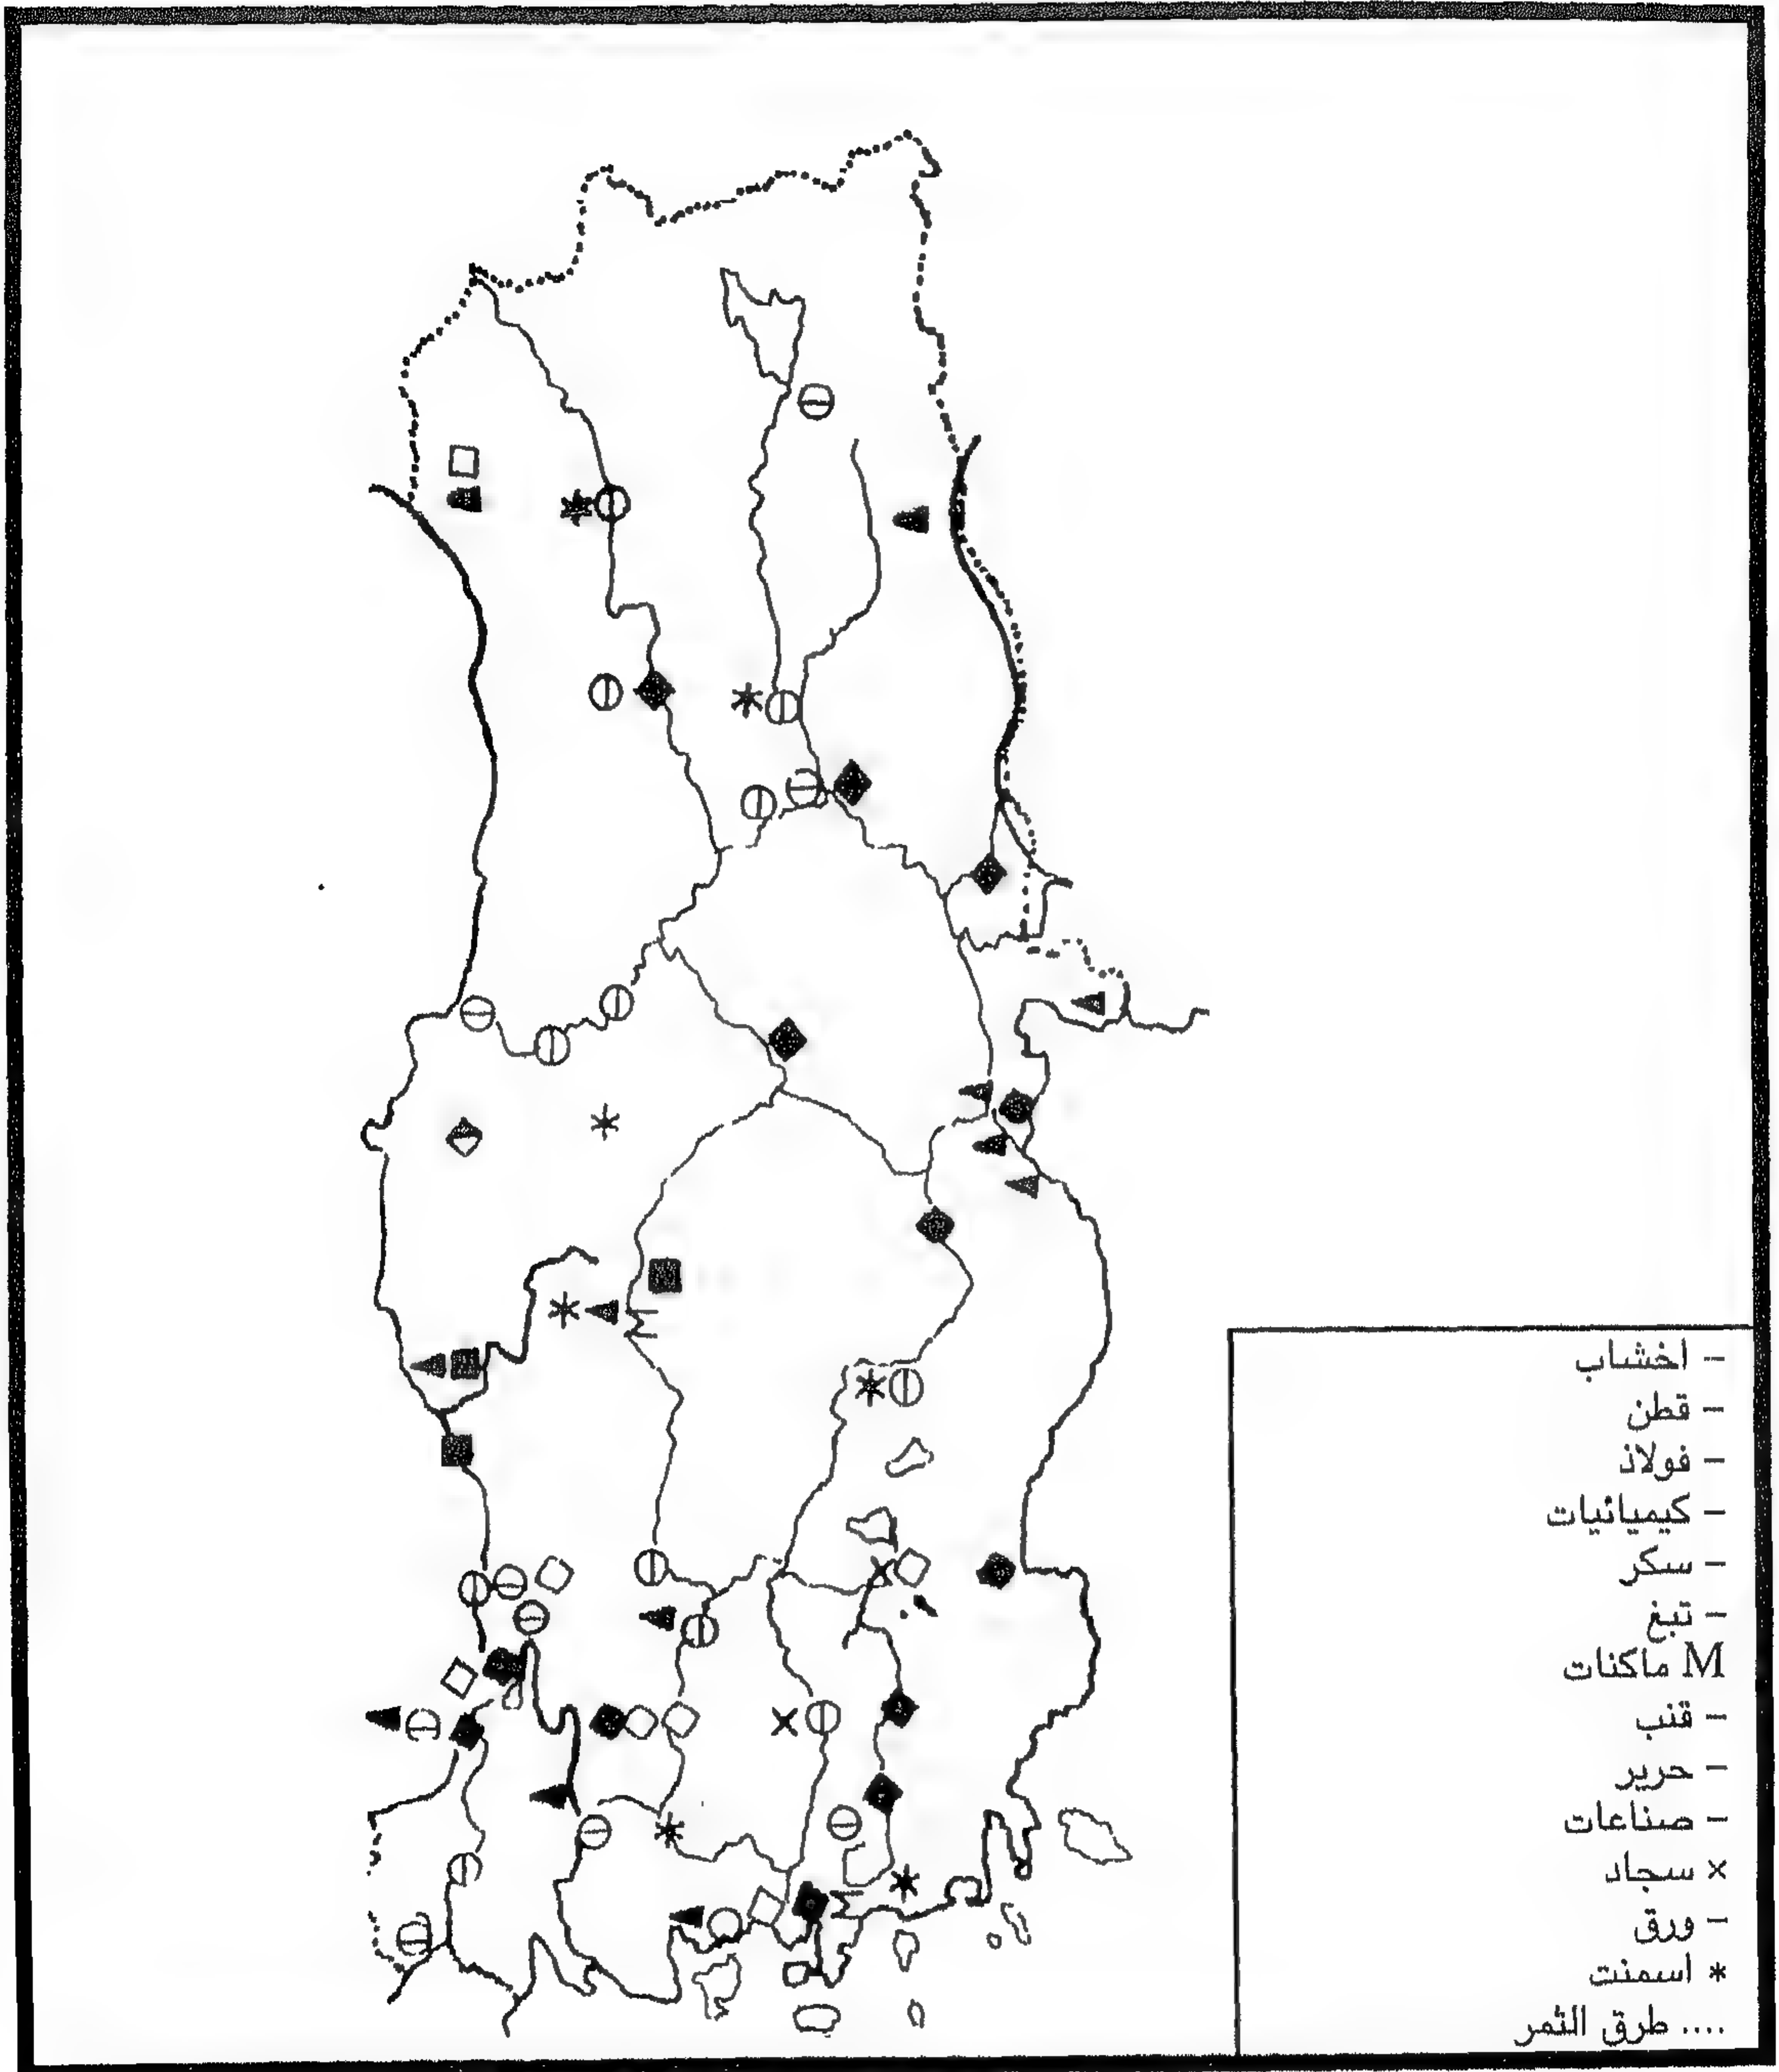 – اخشاب
– قطن
– فولاذ
– كيميائيات
– سكر
– تبغ
M ماكنات
– قنب
– حرير
– صناعات
× سجاد
– ورق
* اسمنت
.... طرق الثمر